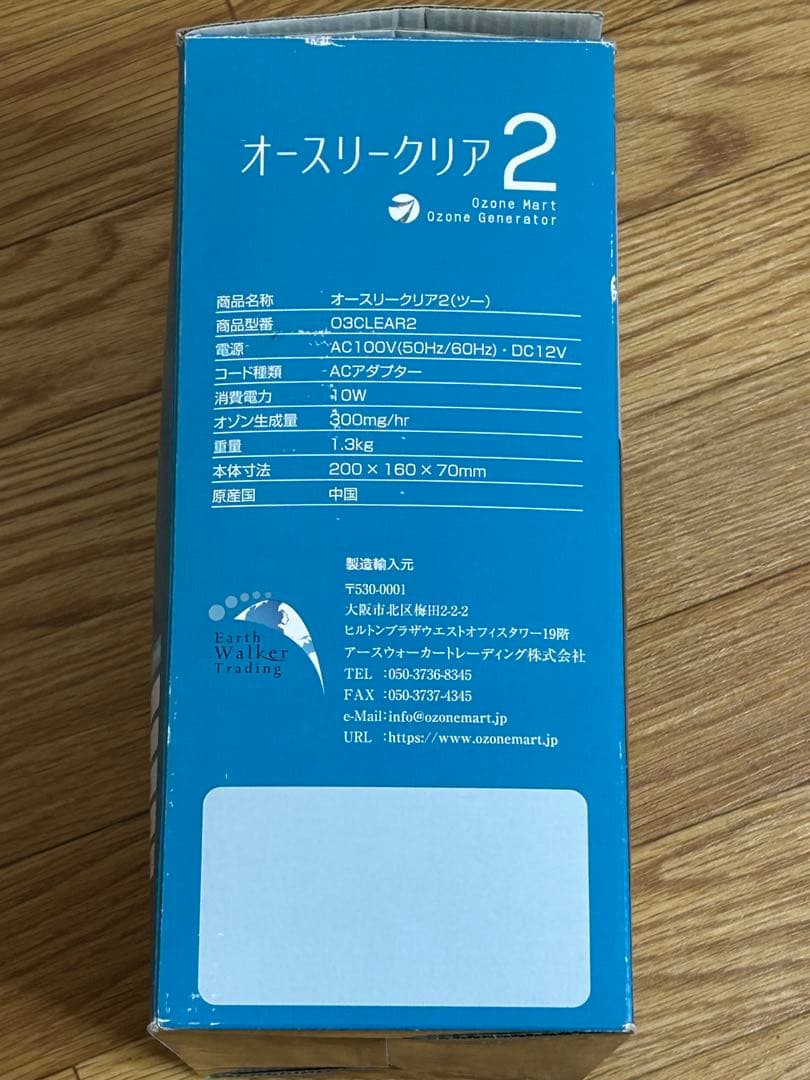 オースリークリア2
Ozone Mart
Ozone Generator
商品名称 オースリークリア2(ツー)
商品型番 O3CLEAR2
電源 AC100V(50Hz/60Hz)・DC12V
コード種類 ACアダプター
消費電力 10W
オゾン生成量 300mg/hr
重量 1.3kg
本体寸法 200×160×70mm
原産国 中国
製造輸入元
〒530-0001
大阪市北区梅田2-2-2
ヒルトンプラザウエストオフィスタワー19階
アースウォーカートレーディング株式会社
TEL :050-3736-8345
FAX :050-3737-4345
e-Mail:info@ozonemart.jp
URL :https://www.ozonemart.jp
Earth
Walker
Trading